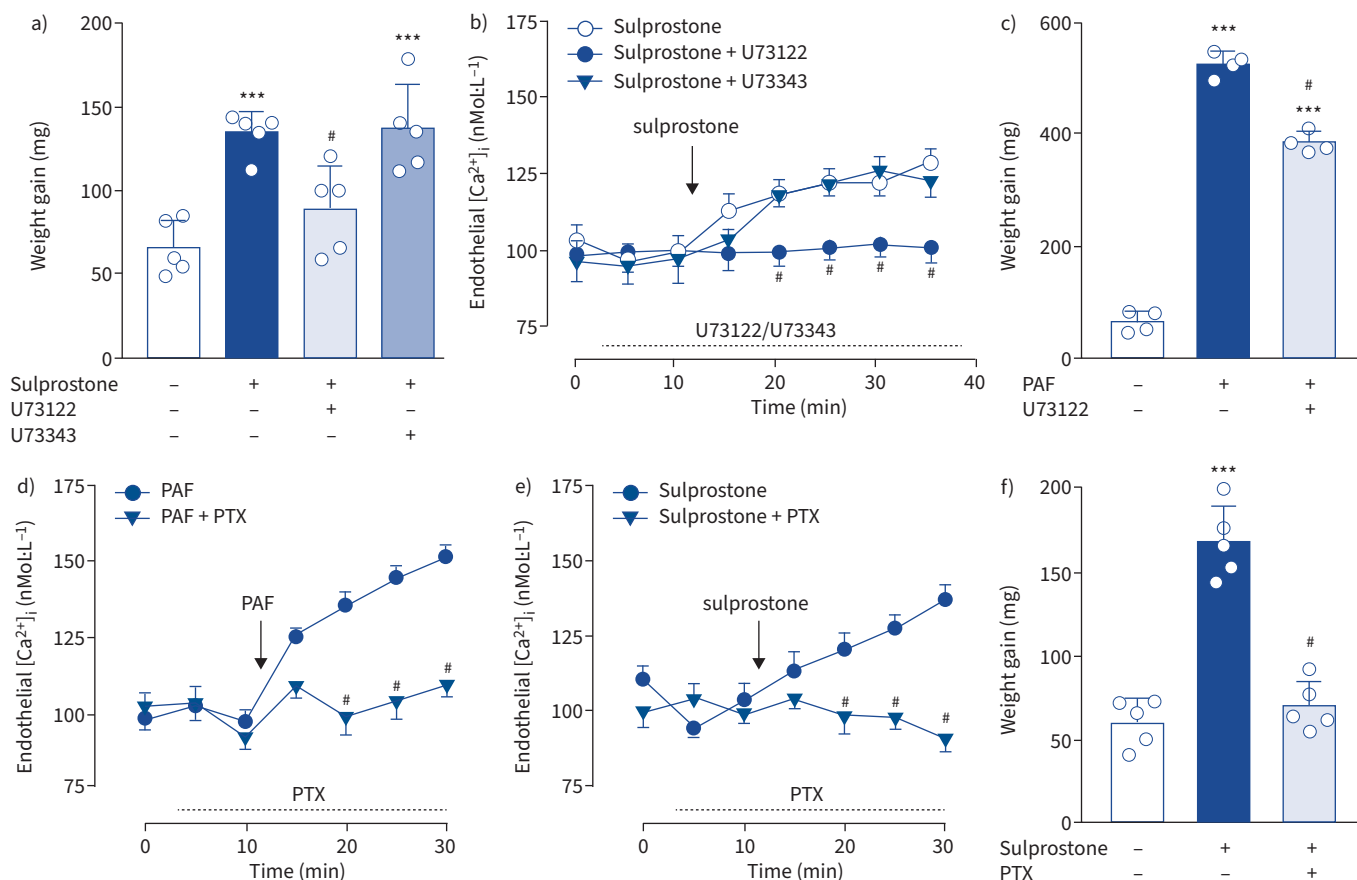 a)
200
150
100
50
0
Weight gain (mg)
***
#
***
Sulprostone – + + +
U73122 – – + –
U73343 – – – +
b)
Sulprostone
Sulprostone + U73122
Sulprostone + U73343
175
150
125
100
75
Endothelial [Ca²⁺]ᵢ (nMoŀL⁻¹)
sulprostone
# # # #
U73122/U73343
0 10 20 30 40
Time (min)
c)
600
400
200
0
Weight gain (mg)
***
#
***
PAF – + +
U73122 – – +
d)
PAF
PAF + PTX
175
150
125
100
75
Endothelial [Ca²⁺]ᵢ (nMoŀL⁻¹)
PAF
# # #
PTX
0 10 20 30
Time (min)
e)
Sulprostone
Sulprostone + PTX
175
150
125
100
75
Endothelial [Ca²⁺]ᵢ (nMoŀL⁻¹)
sulprostone
# # #
PTX
0 10 20 30
Time (min)
f)
200
150
100
50
0
Weight gain (mg)
***
#
Sulprostone – + +
PTX – – +